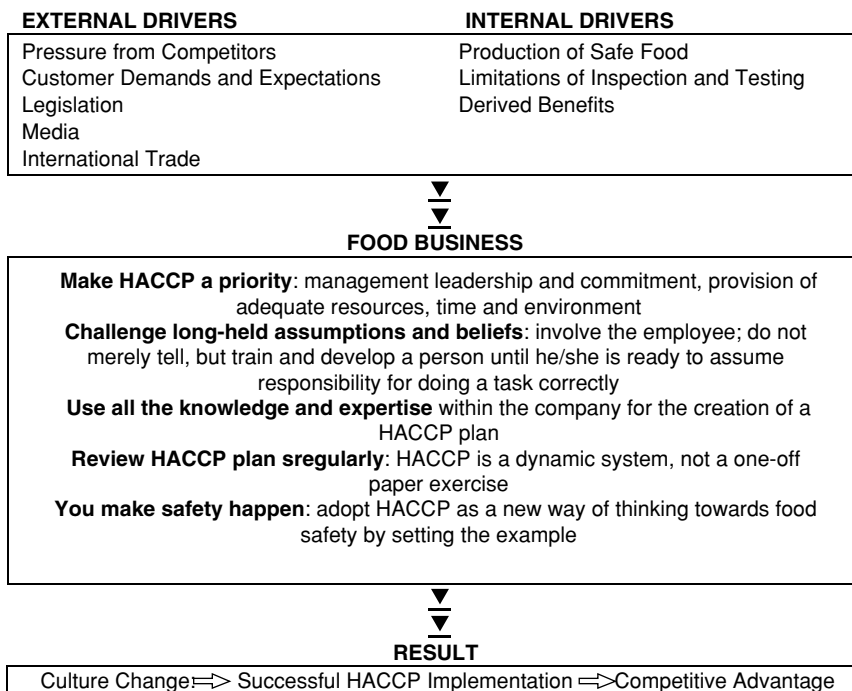 EXTERNAL DRIVERS INTERNAL DRIVERS
Pressure from Competitors Production of Safe Food
Customer Demands and Expectations Limitations of Inspection and Testing
Legislation Derived Benefits
Media
International Trade
FOOD BUSINESS
Make HACCP a priority: management leadership and commitment, provision of
adequate resources, time and environment
Challenge long-held assumptions and beliefs: involve the employee; do not
merely tell, but train and develop a person until he/she is ready to assume
responsibility for doing a task correctly
Use all the knowledge and expertise within the company for the creation of a
HACCP plan
Review HACCP plan sregularly: HACCP is a dynamic system, not a one-off
paper exercise
You make safety happen: adopt HACCP as a new way of thinking towards food
safety by setting the example
RESULT
Culture Change ⇒ Successful HACCP Implementation ⇒ Competitive Advantage